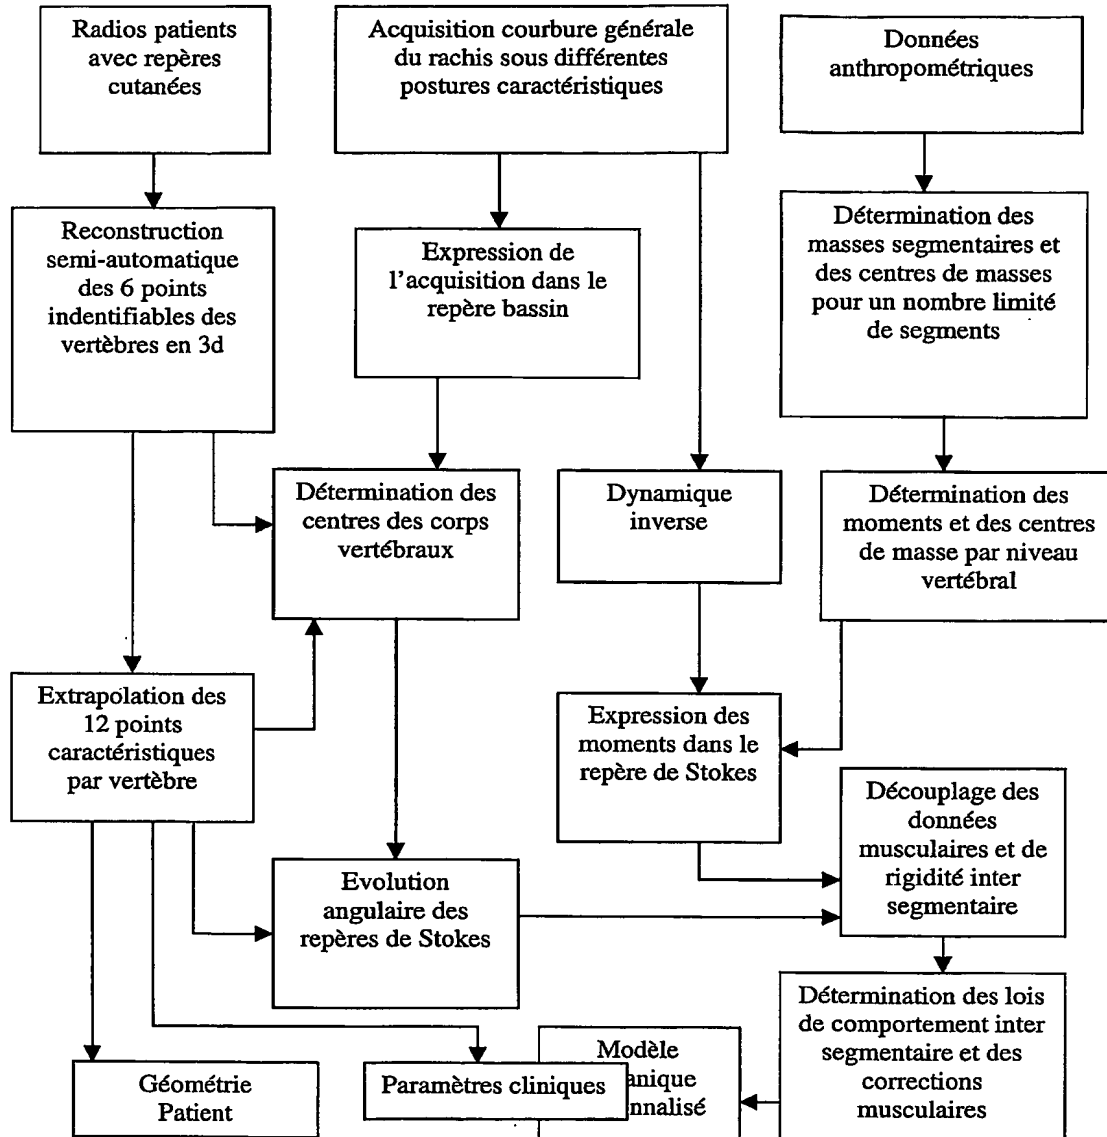 Radios patients
avec repères
cutanées
Acquisition courbure générale
du rachis sous différentes
postures caractéristiques
Données
anthropométriques
Reconstruction
semi-automatique
des 6 points
indentifiables des
vertèbres en 3d
Expression de
l'acquisition dans le
repère bassin
Détermination des
masses segmentaires et
des centres de masses
pour un nombre limité
de segments
Détermination des
centres des corps
vertébraux
Dynamique
inverse
Détermination des
moments et des centres
de masse par niveau
vertébral
Extrapolation des
12 points
caractéristiques
par vertèbre
Expression des
moments dans le
repère de Stokes
Découplage des
données
musculaires et de
rigidité inter
segmentaire
Evolution
angulaire des
repères de Stokes
Détermination des lois
de comportement inter
segmentaire et des
corrections
musculaires
Géométrie
Patient
Paramètres cliniques
Modèle